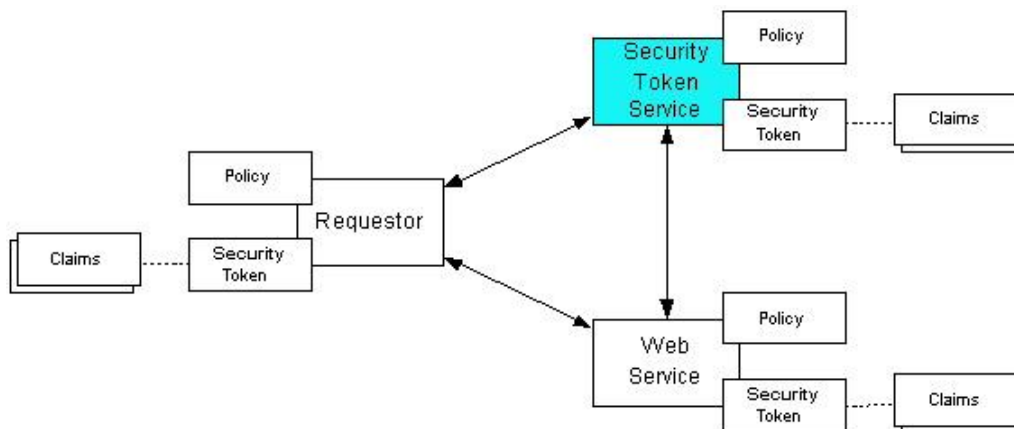 Policy
Security
Token
Service
Security
Token
Claims
Policy
Requestor
Claims
Security
Token
Policy
Web
Service
Security
Token
Claims